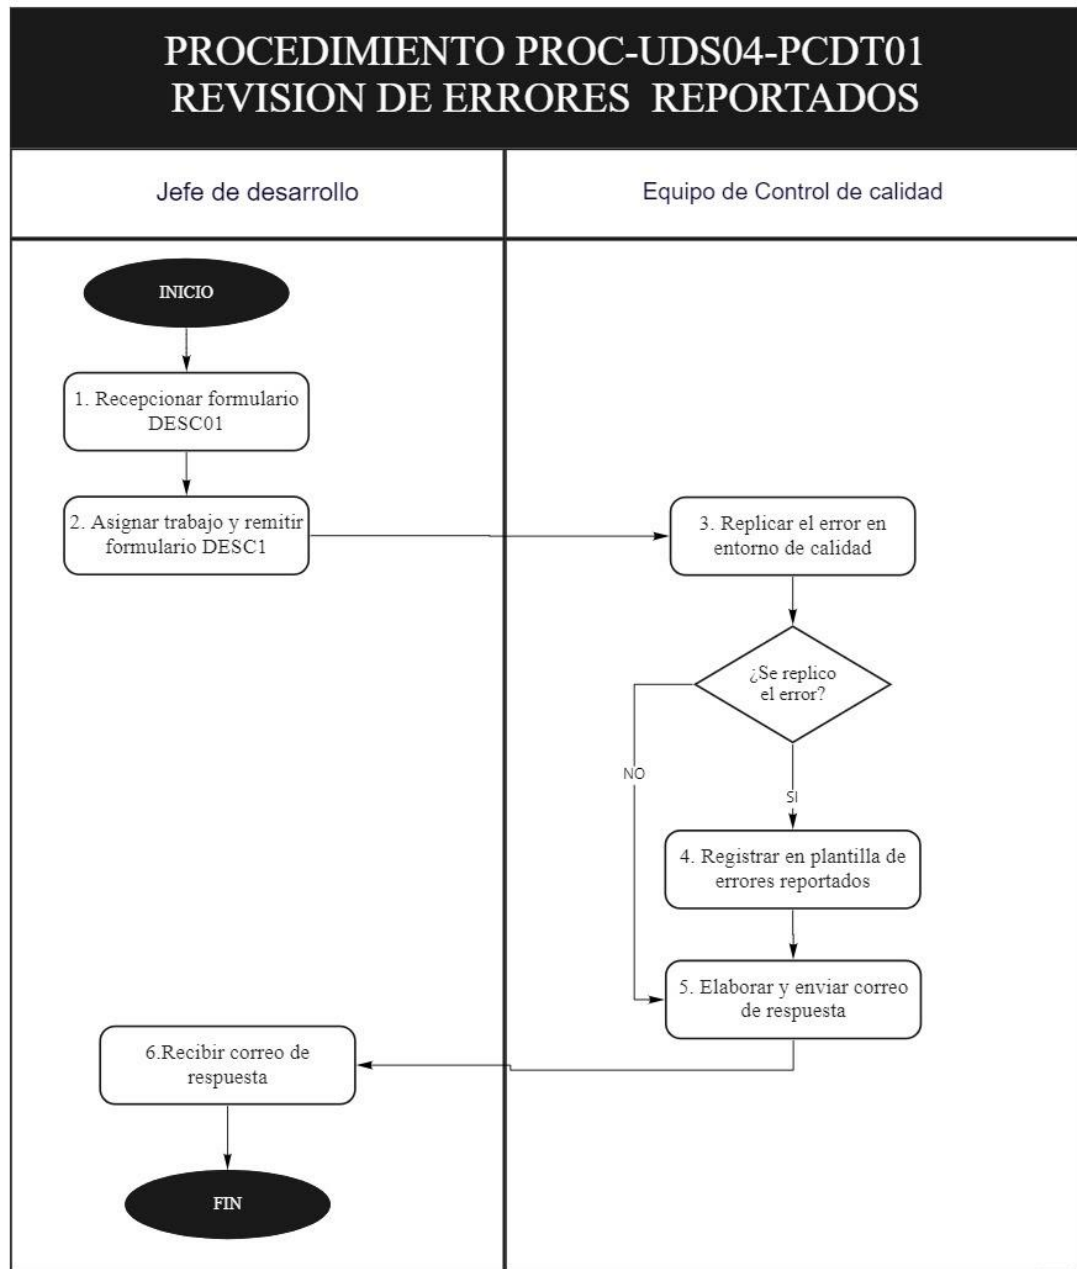 PROCEDIMIENTO PROC-UDS04-PCDT01
REVISION DE ERRORES REPORTADOS
Jefe de desarrollo
Equipo de Control de calidad
INICIO
1. Recepcionar formulario
DESC01
2. Asignar trabajo y remitir
formulario DESC1
3. Replicar el error en
entorno de calidad
¿Se replico
el error?
NO
SI
4. Registrar en plantilla de
errores reportados
5. Elaborar y enviar correo
de respuesta
6.Recibir correo de
respuesta
FIN